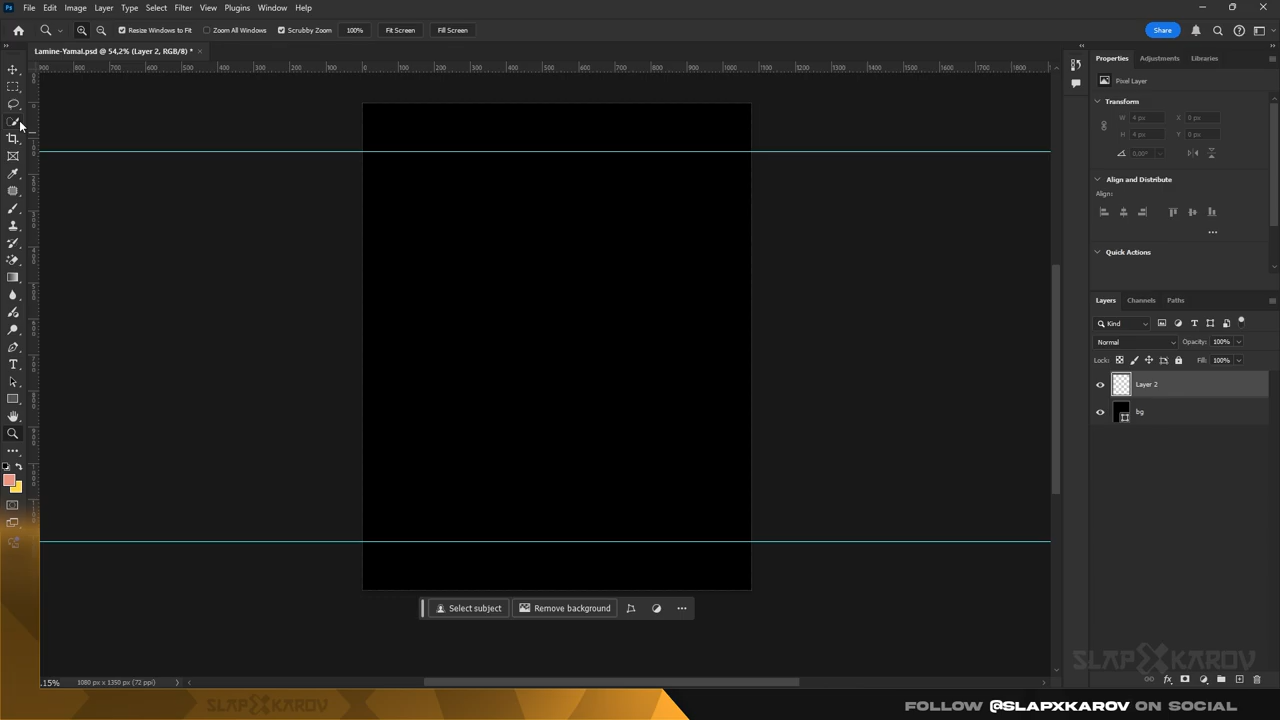 File Edit Image Layer Type Select Filter View Plugins Window Help
Resize Windows to Fit Zoom All Windows Scrubby Zoom 100% Fit Screen Fill Screen Share
Lamine-Yamal.psd @ 54,2% (Layer 2, RGB/8) *
Properties Adjustments Libraries
Pixel Layer
Transform
W 4 px X 0 px
H 4 px Y 0 px
0,00°
Align and Distribute
Align:
Quick Actions
Layers Channels Paths
Kind
Normal Opacity: 100%
Lock: Fill: 100%
Layer 2
bg
Select subject Remove background
SLAPXKAROV
.15% 1080 px x 1350 px (72 ppi)
SLAPXKAROV
FOLLOW @SLAPXKAROV ON SOCIAL